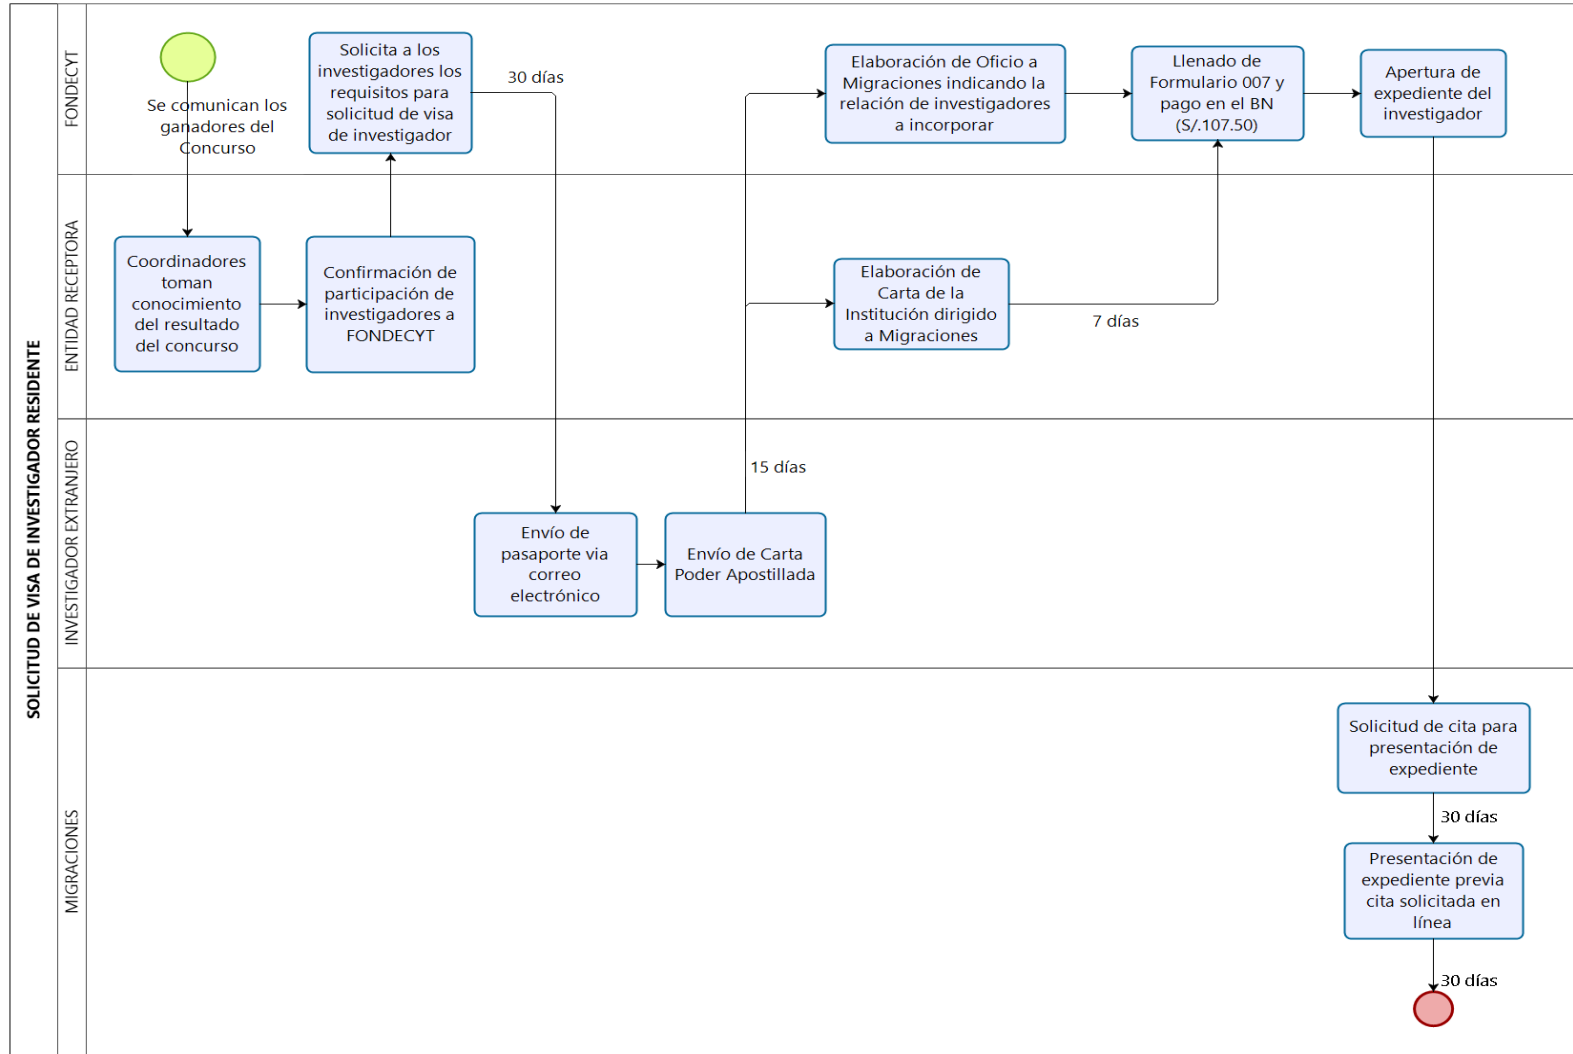 SOLICITUD DE VISA DE INVESTIGADOR RESIDENTE
FONDECYT
Se comunican los
ganadores del
Concurso
Solicita a los
investigadores los
requisitos para
solicitud de visa
de investigador
30 días
Elaboración de Oficio a
Migraciones indicando la
relación de investigadores
a incorporar
Llenado de
Formulario 007 y
pago en el BN
(S/.107.50)
Apertura de
expediente del
investigador
ENTIDAD RECEPTORA
Coordinadores
toman
conocimiento
del resultado
del concurso
Confirmación de
participación de
investigadores a
FONDECYT
Elaboración de
Carta de la
Institución dirigido
a Migraciones
7 días
INVESTIGADOR EXTRANJERO
Envío de
pasaporte via
correo
electrónico
Envío de Carta
Poder Apostillada
15 días
MIGRACIONES
Solicitud de cita para
presentación de
expediente
30 días
Presentación de
expediente previa
cita solicitada en
línea
30 días